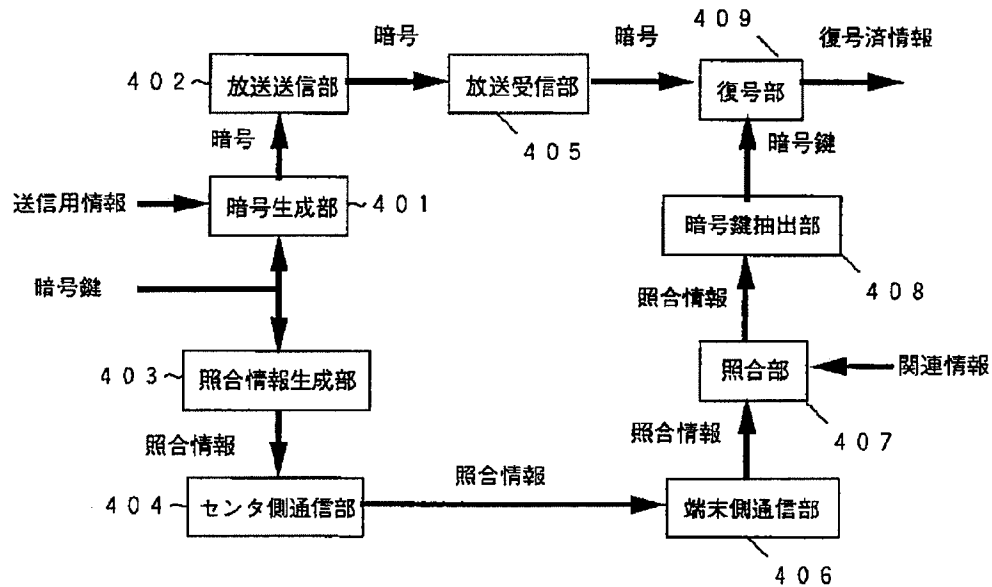 409
暗号
暗号
復号済情報
402
放送送信部
放送受信部
復号部
暗号
405
暗号鍵
送信用情報
暗号生成部
401
暗号鍵抽出部
暗号鍵
照合情報
408
403
照合情報生成部
照合部
関連情報
照合情報
照合情報
407
照合情報
404
センタ側通信部
端末側通信部
406